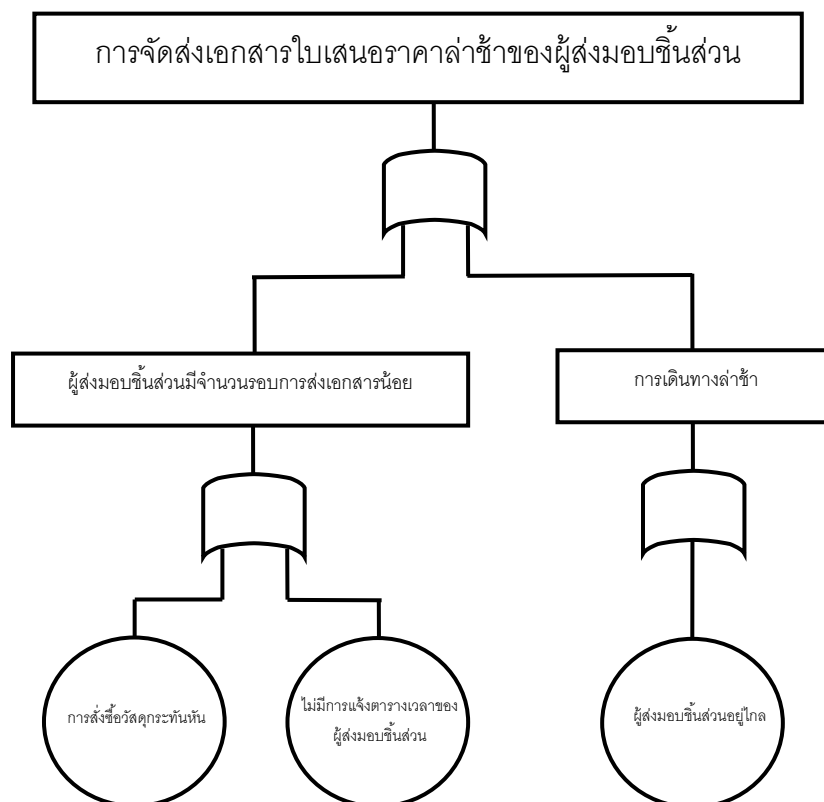 การจัดส่งเอกสารใบเสนอราคาล่าช้าของผู้ส่งมอบชิ้นส่วน
ผู้ส่งมอบชิ้นส่วนมีจำนวนรอบการส่งเอกสารน้อย
การเดินทางล่าช้า
การสั่งซื้อวัสดุกระทันหัน
ไม่มีการแจ้งตารางเวลาของ
ผู้ส่งมอบชิ้นส่วน
ผู้ส่งมอบชิ้นส่วนอยู่ไกล